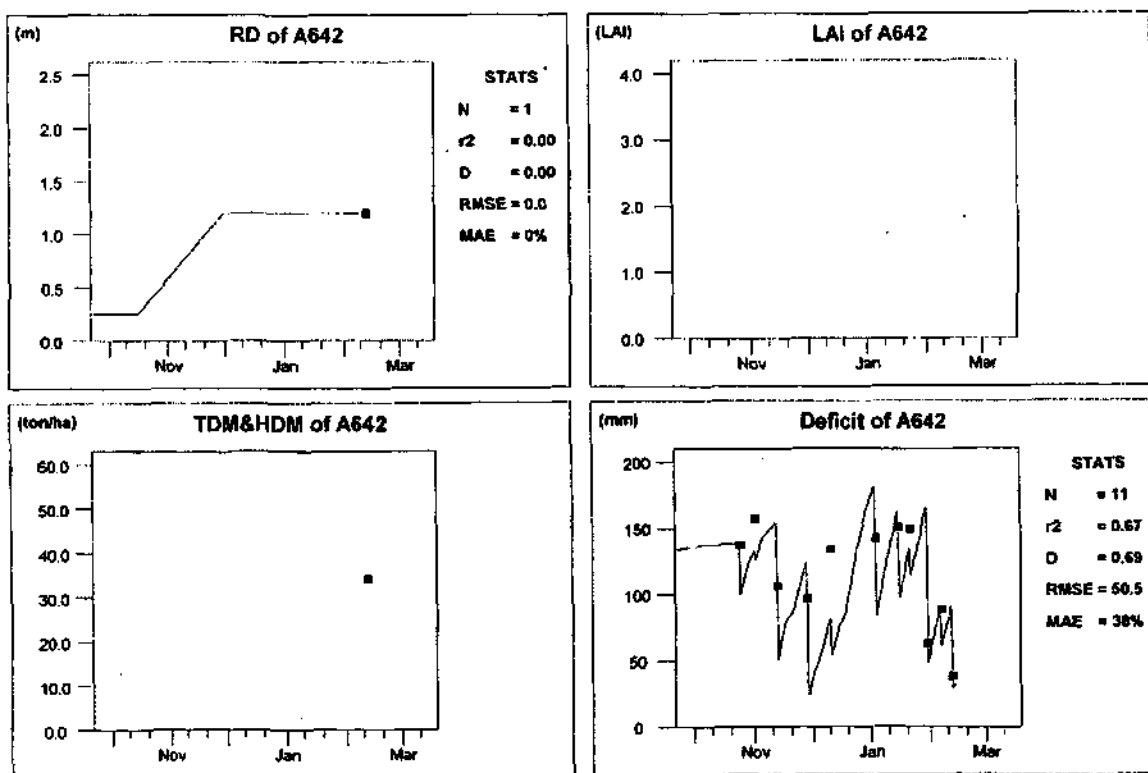 (m) RD of A642
2.5
2.0
1.5
1.0
0.5
0.0
Nov Jan Mar
STATS
N = 1
r2 = 0.00
D = 0.00
RMSE = 0.0
MAE = 0%
(LAI) LAI of A642
4.0
3.0
2.0
1.0
0.0
Nov Jan Mar
(ton/ha) TDM&HDM of A642
60.0
50.0
40.0
30.0
20.0
10.0
0.0
Nov Jan Mar
(mm) Deficit of A642
200
150
100
50
0
Nov Jan Mar
STATS
N = 11
r2 = 0.67
D = 0.69
RMSE = 50.5
MAE = 38%